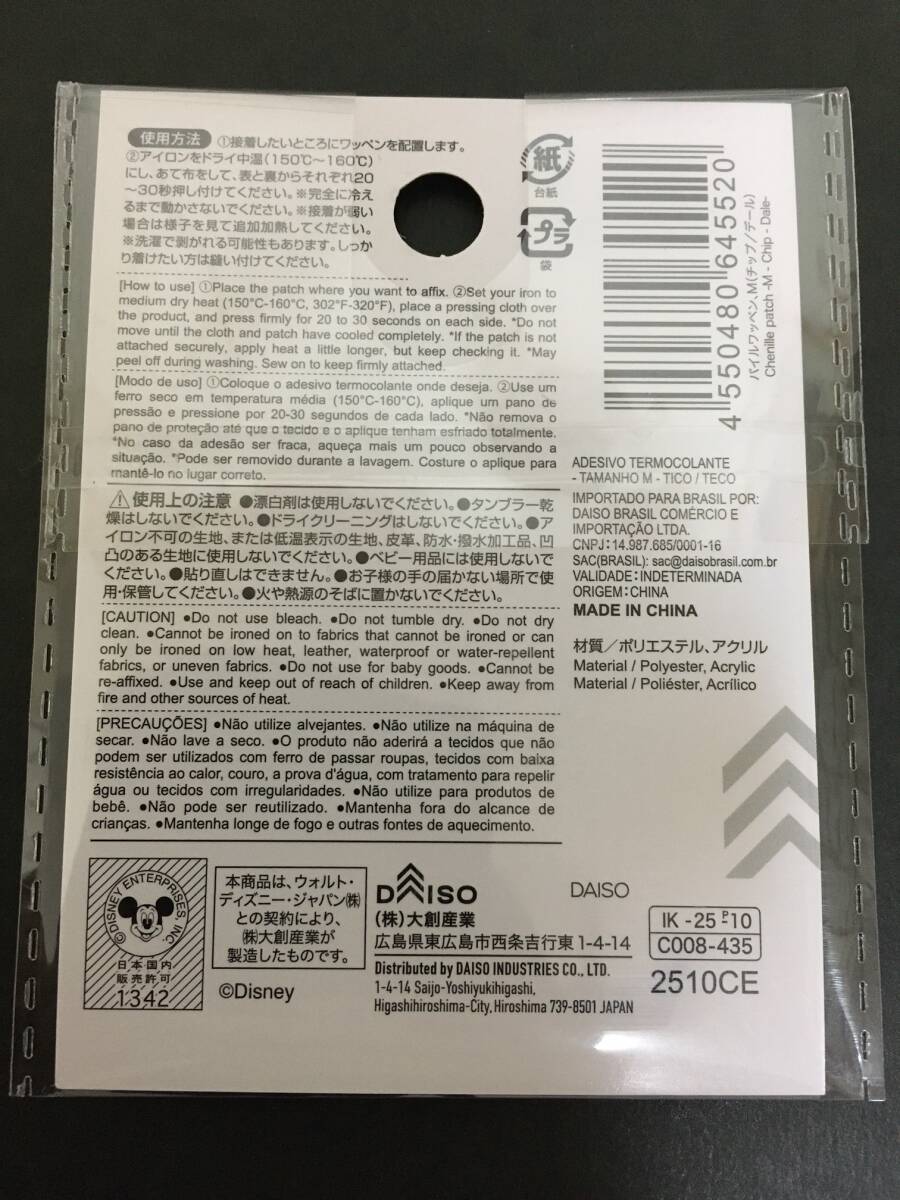 使用方法 ①接着したいところにワッペンを配置します。
②アイロンをドライ中温(150℃〜160℃)
にし、あて布をして、表と裏からそれぞれ20
〜30秒押し付けてください。※完全に冷え
るまで動かさないでください。※接着が弱い
場合は様子を見て追加加熱してください。
※洗濯で剥がれる可能性もあります。しっか
り着けたい方は縫い付けてください。
紙
台紙
プラ
袋
[How to use] ①Place the patch where you want to affix. ②Set your iron to
medium dry heat (150°C-160°C, 302°F-320°F), place a pressing cloth over
the product, and press firmly for 20 to 30 seconds on each side. *Do not
move until the cloth and patch have cooled completely. *If the patch is not
attached securely, apply heat a little longer, but keep checking it. *May
peel off during washing. Sew on to keep firmly attached.
[Modo de uso] ①Coloque o adesivo termocolante onde deseja. ②Use um
ferro seco em temperatura média (150°C-160°C), aplique um pano de
pressão e pressione por 20-30 segundos de cada lado. *Não remova o
pano de proteção até que o tecido e o aplique tenham esfriado totalmente.
*No caso da adesão ser fraca, aqueça mais um pouco observando a
situação. *Pode ser removido durante a lavagem. Costure o aplique para
mantê-lo no lugar correto.
⚠使用上の注意 ●漂白剤は使用しないでください。●タンブラー乾
燥はしないでください。●ドライクリーニングはしないでください。●ア
イロン不可の生地、または低温表示の生地、皮革、防水・撥水加工品、凹
凸のある生地に使用しないでください。●ベビー用品には使用しないで
ください。●貼り直しはできません。●お子様の手の届かない場所で使
用・保管してください。●火や熱源のそばに置かないでください。
[CAUTION] ●Do not use bleach. ●Do not tumble dry. ●Do not dry
clean. ●Cannot be ironed on to fabrics that cannot be ironed or can
only be ironed on low heat, leather, waterproof or water-repellent
fabrics, or uneven fabrics. ●Do not use for baby goods. ●Cannot be
re-affixed. ●Use and keep out of reach of children. ●Keep away from
fire and other sources of heat.
[PRECAUÇÕES] ●Não utilize alvejantes. ●Não utilize na máquina de
secar. ●Não lave a seco. ●O produto não aderirá a tecidos que não
podem ser utilizados com ferro de passar roupas, tecidos com baixa
resistência ao calor, couro, a prova d'água, com tratamento para repelir
água ou tecidos com irregularidades. ●Não utilize para produtos de
bebê. ●Não pode ser reutilizado. ●Mantenha fora do alcance de
crianças. ●Mantenha longe de fogo e outras fontes de aquecimento.
4 550480 645520
パイルワッペン、M(チップ/デール)
Chenille patch -M - Chip - Dale-
ADESIVO TERMOCOLANTE
- TAMANHO M - TICO / TECO
IMPORTADO PARA BRASIL POR:
DAISO BRASIL COMÉRCIO E
IMPORTAÇÃO LTDA.
CNPJ: 14.987.685/0001-16
SAC(BRASIL): sac@daisobrasil.com.br
VALIDADE: INDETERMINADA
ORIGEM: CHINA
MADE IN CHINA
材質/ポリエステル、アクリル
Material / Polyester, Acrylic
Material / Poliéster, Acrílico
©DISNEY ENTERPRISES, INC.
日本国内
販売許可
1342
本商品は、ウォルト・
ディズニー・ジャパン㈱
との契約により、
㈱大創産業が
製造したものです。
©Disney
DAISO
(株)大創産業
広島県東広島市西条吉行東1-4-14
Distributed by DAISO INDUSTRIES CO., LTD.
1-4-14 Saijo-Yoshiyukihigashi,
Higashihiroshima-City, Hiroshima 739-8501 JAPAN
DAISO
IK - 25 P10
C008-435
2510CE